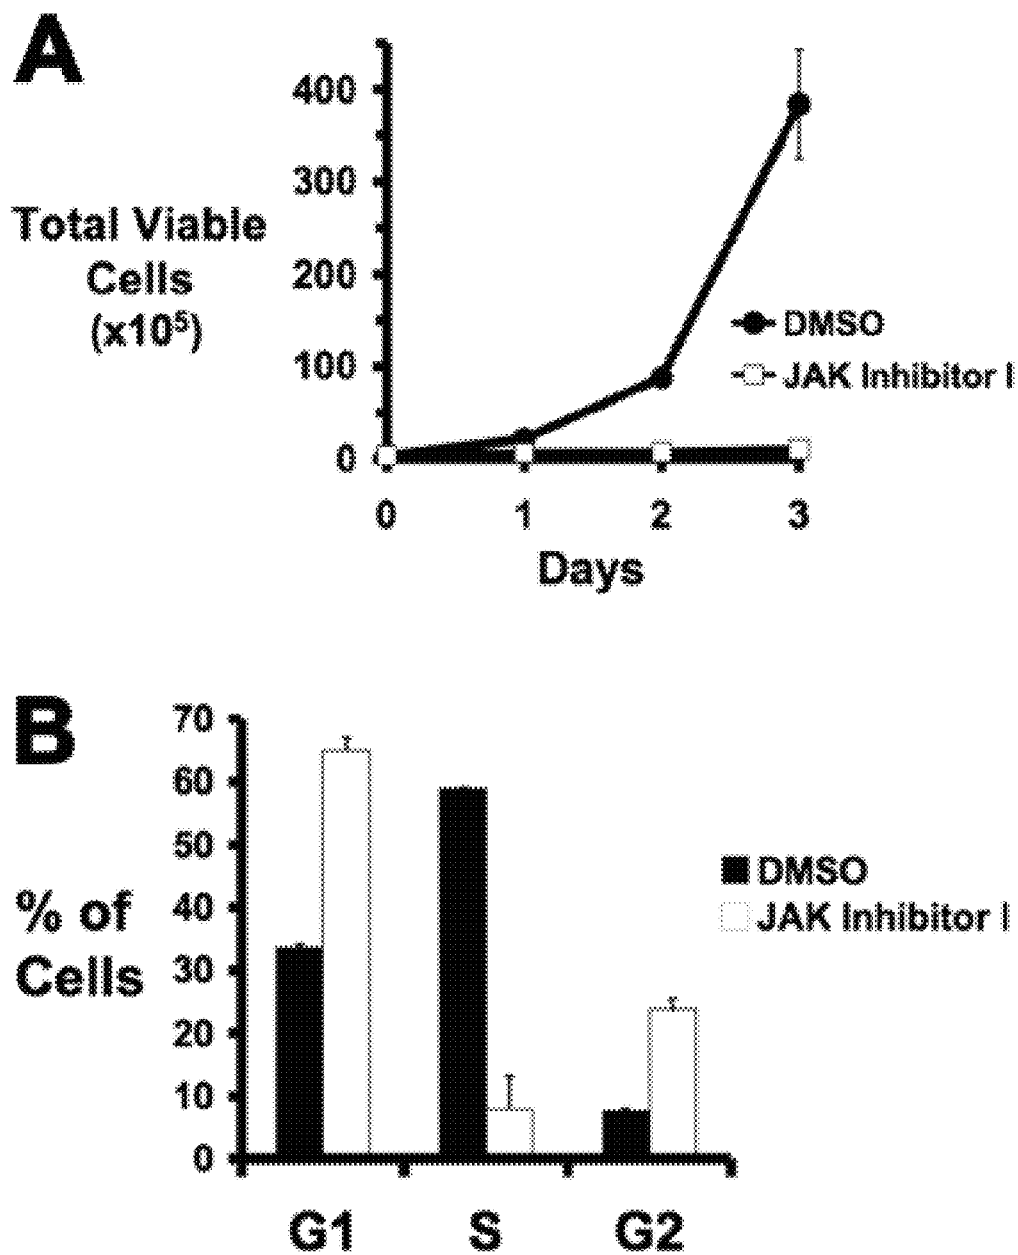 A
400
300
200
100
0
Total Viable
Cells
(x10⁵)
DMSO
JAK Inhibitor I
0 1 2 3
Days
B
70
60
50
40
30
20
10
0
% of
Cells
DMSO
JAK Inhibitor I
G1 S G2